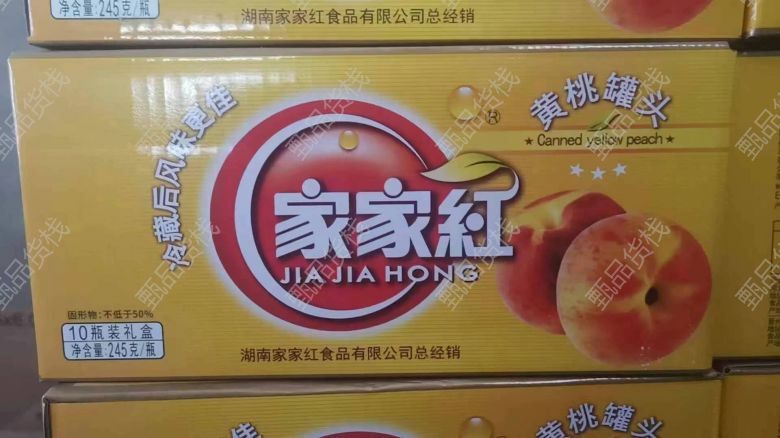 净含量:245克/瓶
湖南家家红食品有限公司总经销
冷藏后风味更佳
®
黄桃罐头
★ Canned yellow peach ★
家家紅
JIA JIA HONG
固形物:不低于50%
10瓶装礼盒
净含量:245克/瓶
湖南家家红食品有限公司总经销
黄桃罐头
甄品货栈